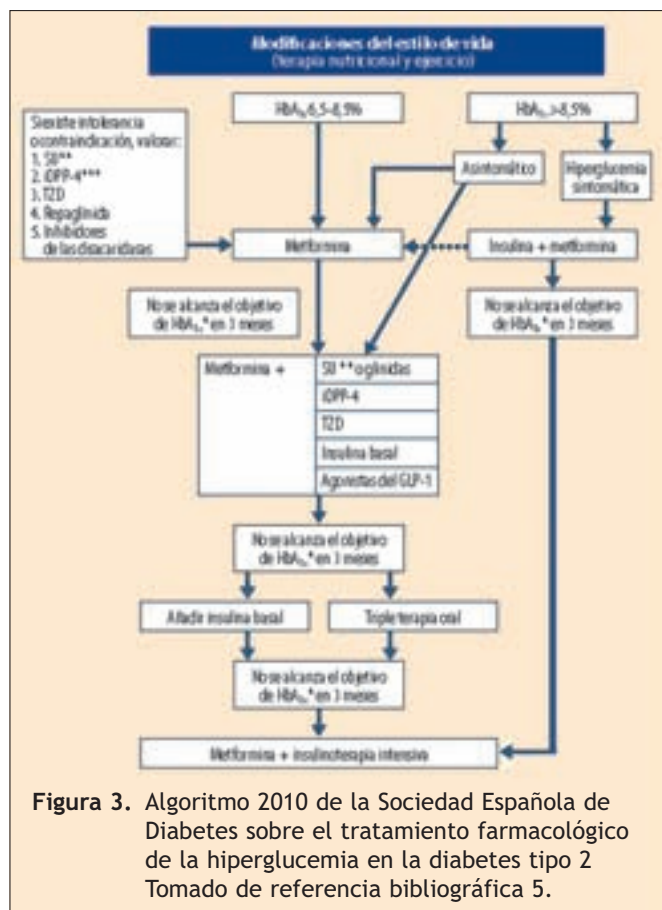 Modificaciones del estilo de vida
(terapia nutricional y ejercicio)
HbA1c 6,5-8,5%
HbA1c >8,5%
Si existe intolerancia
o contraindicación, valorar:
1. SU**
2. iDPP-4***
3. TZD
4. Repaglinida
5. Inhibidores
de las disacaridasas
Asintomático
Hiperglucemia
sintomática
Metformina
Insulina + metformina
No se alcanza el objetivo
de HbA1c* en 3 meses
No se alcanza el objetivo
de HbA1c* en 3 meses
Metformina +
SU** o glinidas
iDPP-4
TZD
Insulina basal
Agonistas del GLP-1
No se alcanza el objetivo
de HbA1c* en 3 meses
Añadir insulina basal
Triple terapia oral
No se alcanza el objetivo
de HbA1c* en 3 meses
Metformina + insulinoterapia intensiva
Figura 3. Algoritmo 2010 de la Sociedad Española de
Diabetes sobre el tratamiento farmacológico
de la hiperglucemia en la diabetes tipo 2
Tomado de referencia bibliográfica 5.